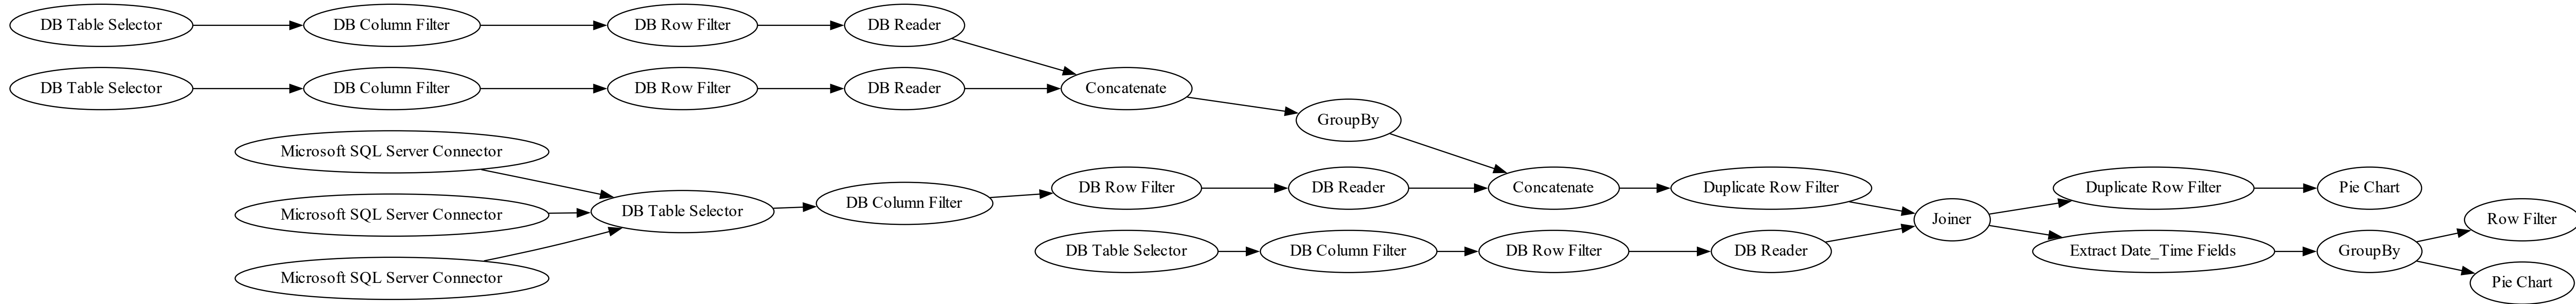 DB Table Selector
DB Column Filter
DB Row Filter
DB Reader
DB Table Selector
DB Column Filter
DB Row Filter
DB Reader
Concatenate
GroupBy
Microsoft SQL Server Connector
Microsoft SQL Server Connector
Microsoft SQL Server Connector
DB Table Selector
DB Column Filter
DB Row Filter
DB Reader
Concatenate
Duplicate Row Filter
DB Table Selector
DB Column Filter
DB Row Filter
DB Reader
Joiner
Duplicate Row Filter
Pie Chart
Extract Date_Time Fields
GroupBy
Row Filter
Pie Chart